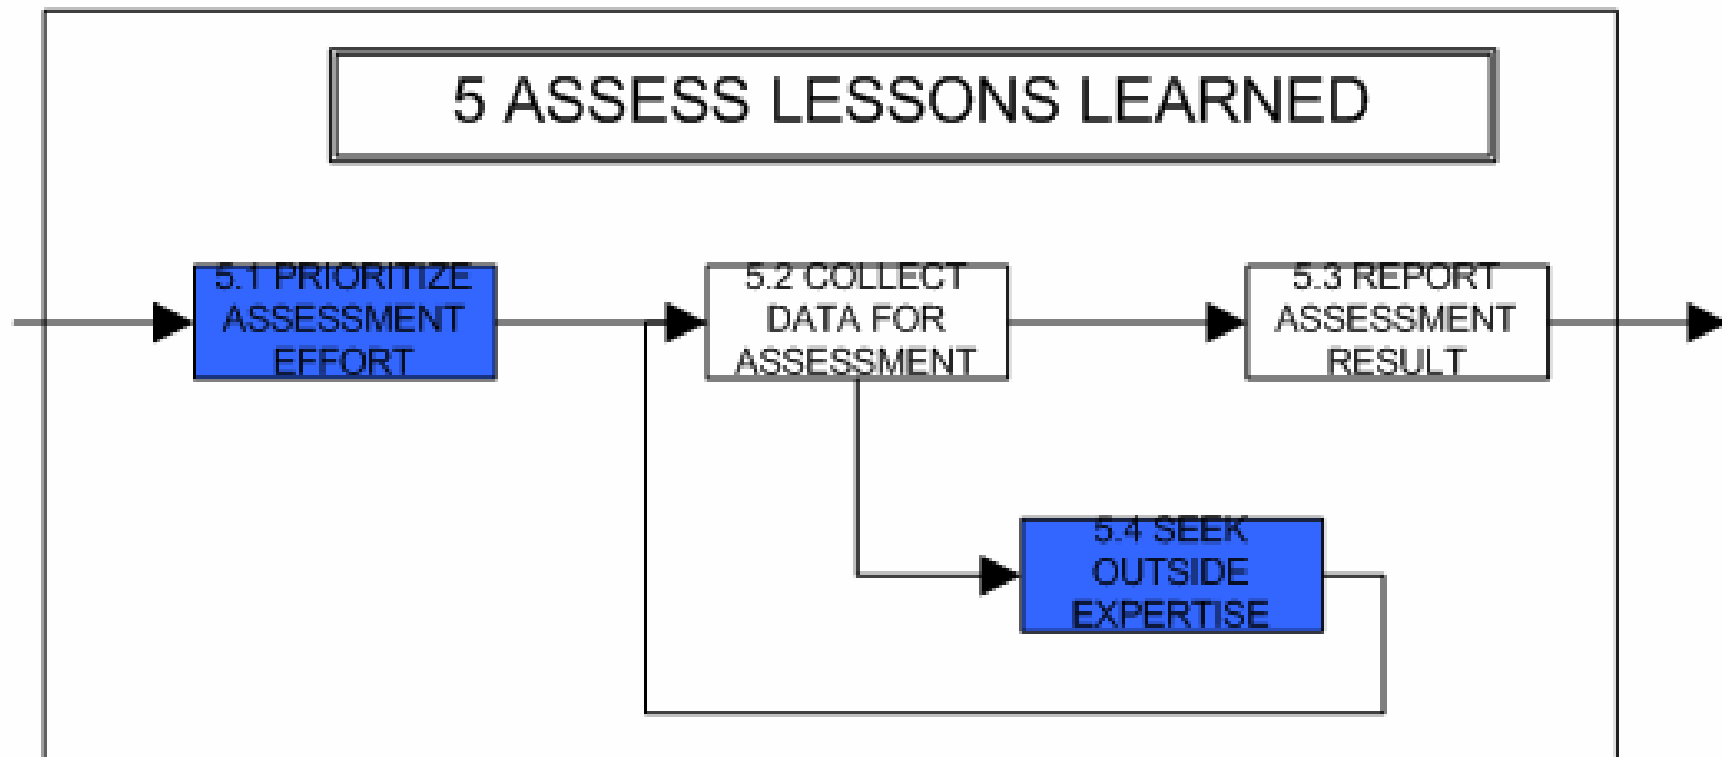 5 ASSESS LESSONS LEARNED
5.1 PRIORITIZE
ASSESSMENT
EFFORT
5.2 COLLECT
DATA FOR
ASSESSMENT
5.3 REPORT
ASSESSMENT
RESULT
5.4 SEEK
OUTSIDE
EXPERTISE